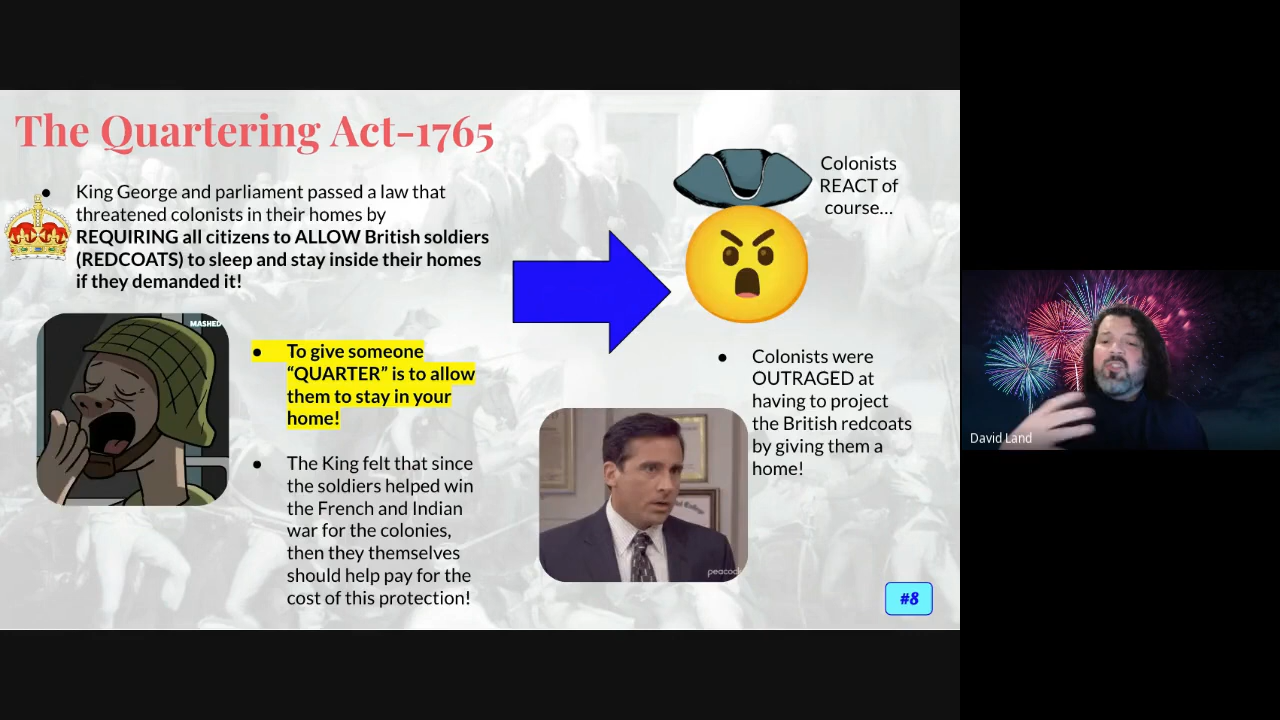 The Quartering Act-1765
King George and parliament passed a law that
threatened colonists in their homes by
REQUIRING all citizens to ALLOW British soldiers
(REDCOATS) to sleep and stay inside their homes
if they demanded it!
MASHED
To give someone
“QUARTER” is to allow
them to stay in your
home!
The King felt that since
the soldiers helped win
the French and Indian
war for the colonies,
then they themselves
should help pay for the
cost of this protection!
Colonists
REACT of
course...
Colonists were
OUTRAGED at
having to project
the British redcoats
by giving them a
home!
peacock
#8
David Land